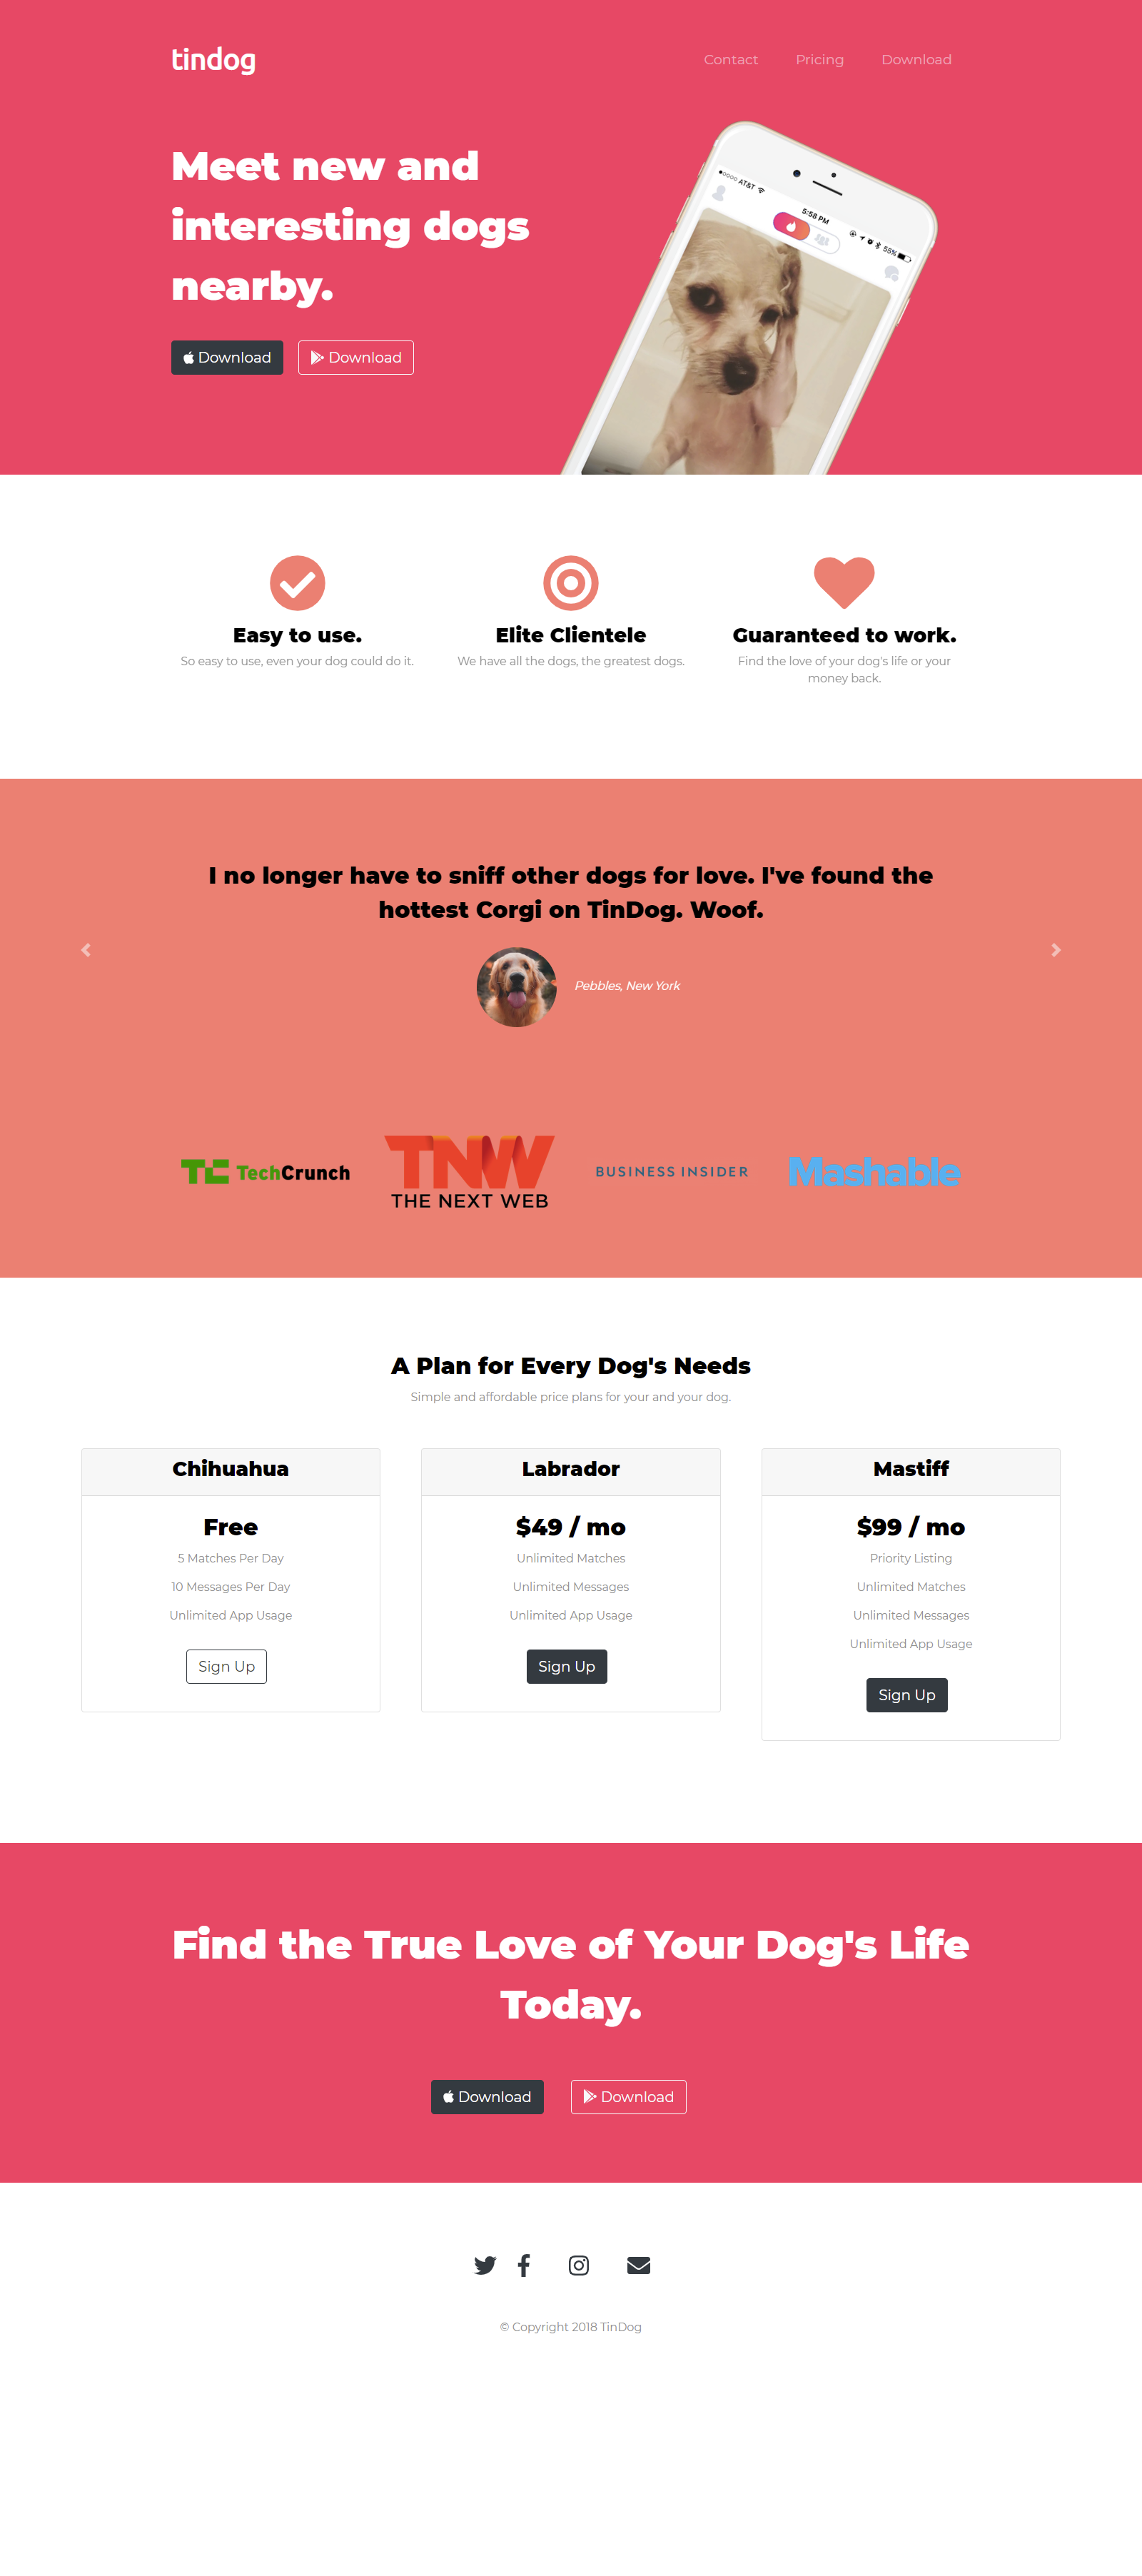 tindog
Contact Pricing Download
Meet new and
interesting dogs
nearby.
Download Download
AT&T 5:58 PM 55%
Easy to use.
So easy to use, even your dog could do it.
Elite Clientele
We have all the dogs, the greatest dogs.
Guaranteed to work.
Find the love of your dog's life or your
money back.
I no longer have to sniff other dogs for love. I've found the
hottest Corgi on TinDog. Woof.
Pebbles, New York
TC TechCrunch
TNW
THE NEXT WEB
BUSINESS INSIDER
Mashable
A Plan for Every Dog's Needs
Simple and affordable price plans for your and your dog.
Chihuahua
Free
5 Matches Per Day
10 Messages Per Day
Unlimited App Usage
Sign Up
Labrador
$49 / mo
Unlimited Matches
Unlimited Messages
Unlimited App Usage
Sign Up
Mastiff
$99 / mo
Priority Listing
Unlimited Matches
Unlimited Messages
Unlimited App Usage
Sign Up
Find the True Love of Your Dog's Life
Today.
Download Download
© Copyright 2018 TinDog